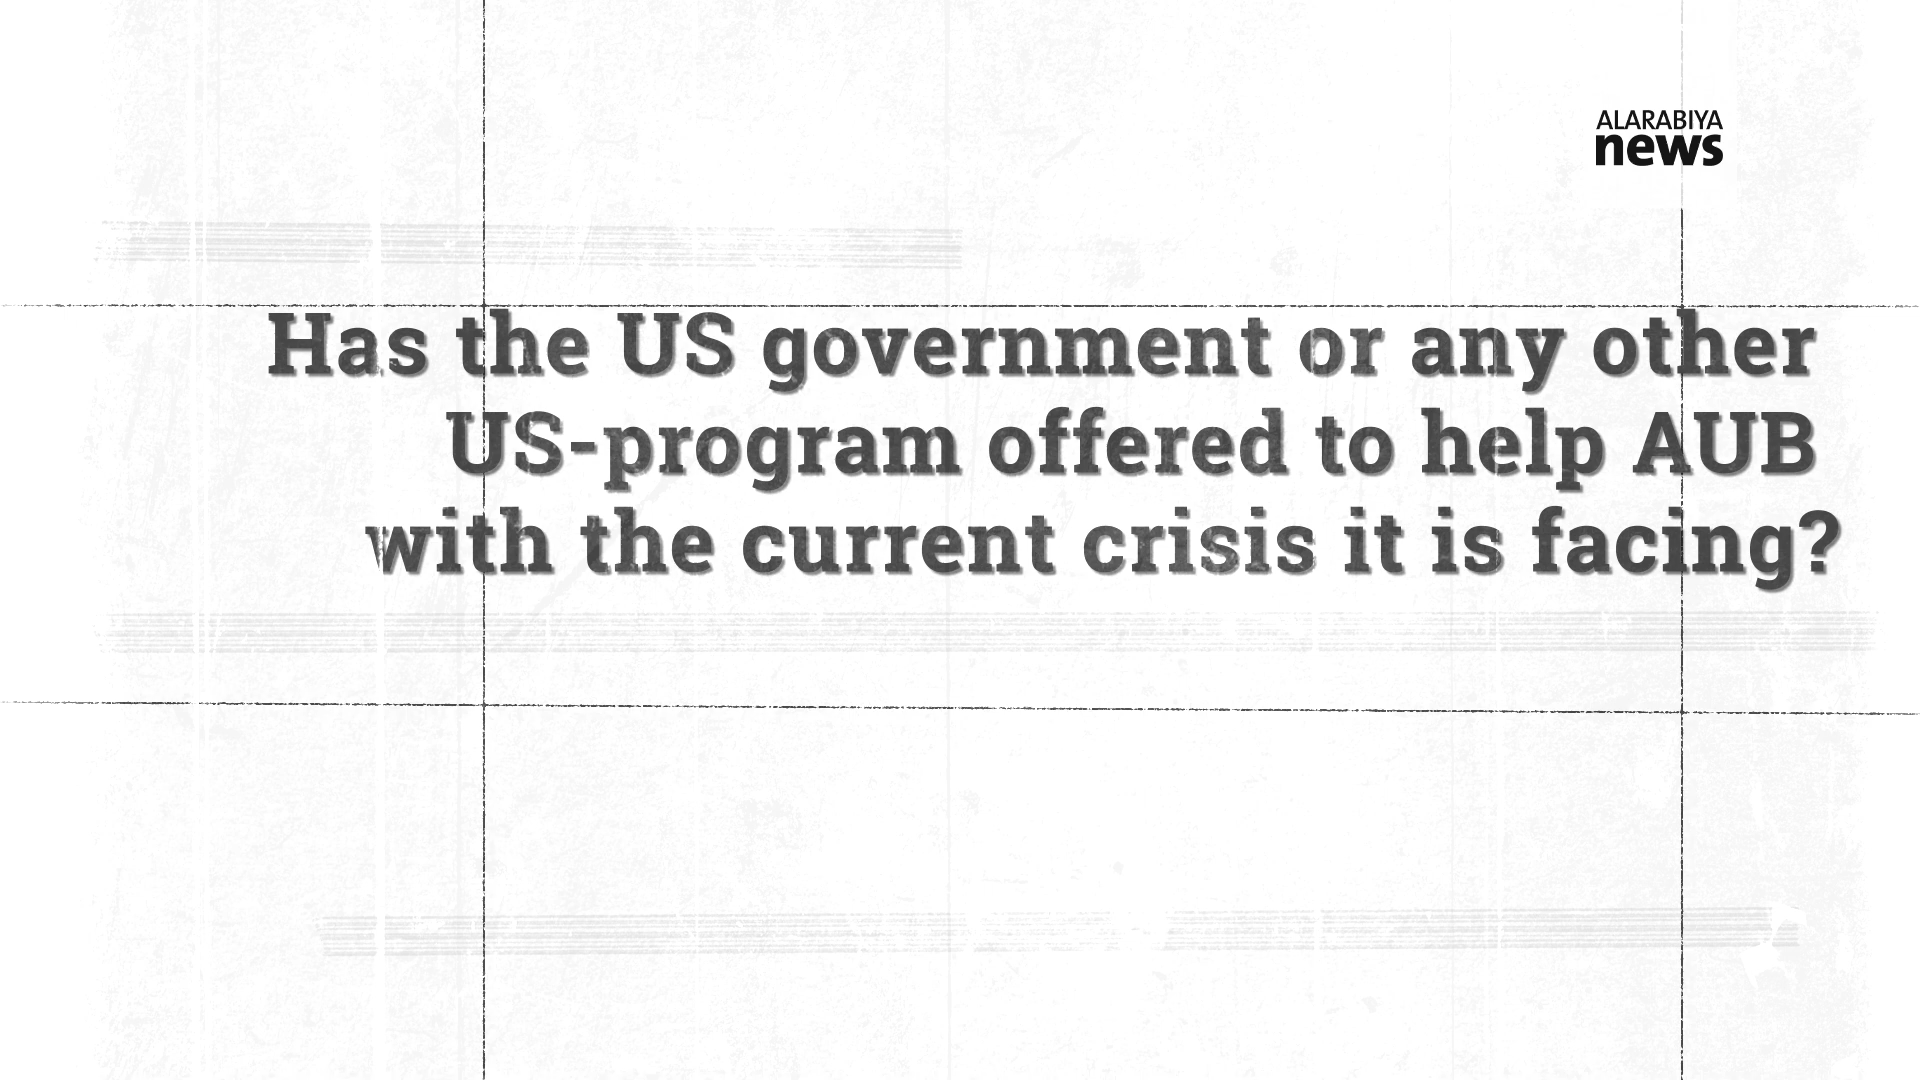 ALARABIYA
news
Has the US government or any other
US-program offered to help AUB
with the current crisis it is facing?